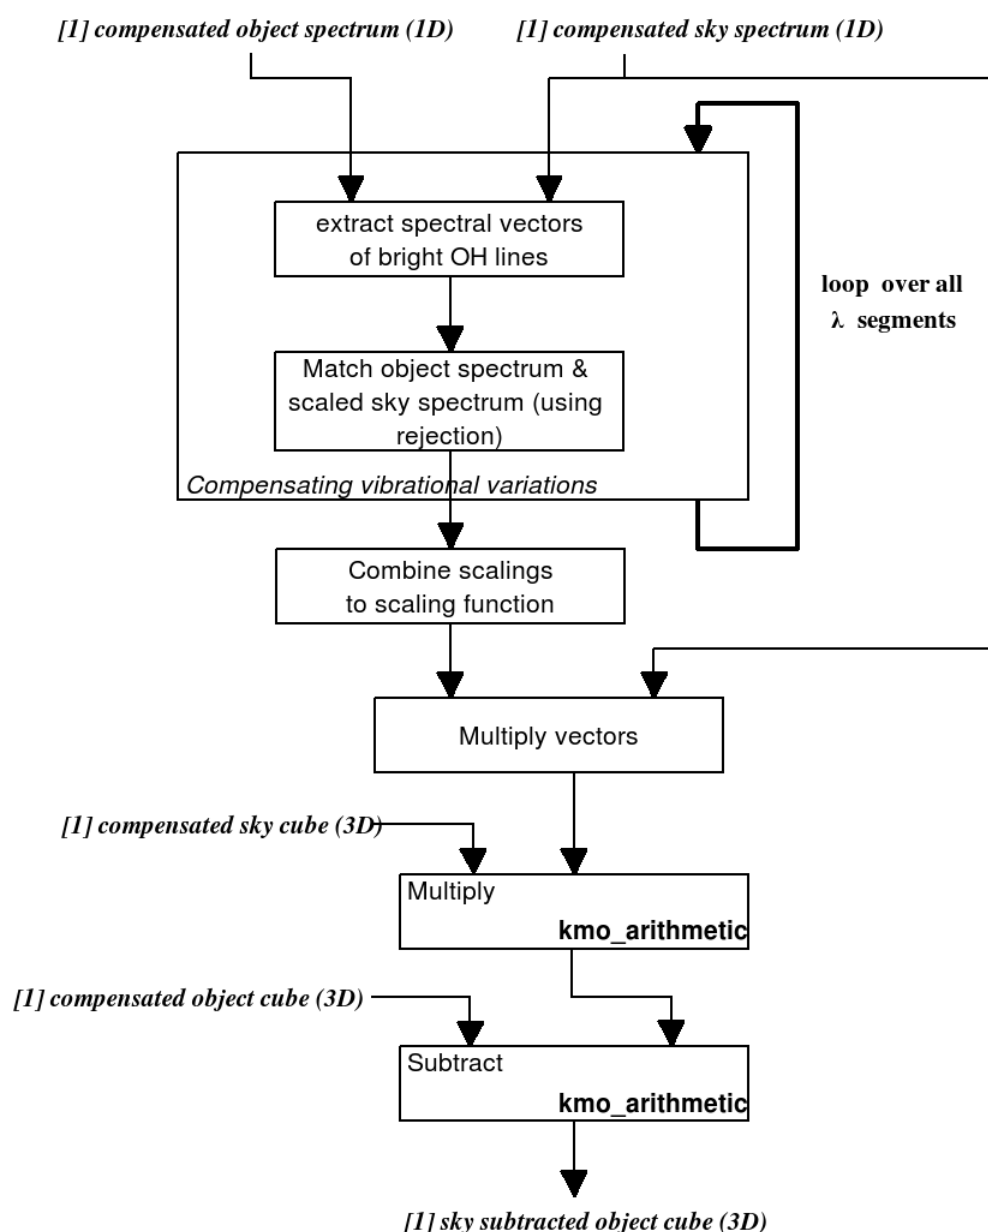 [1] compensated object spectrum (1D)
[1] compensated sky spectrum (1D)
extract spectral vectors
of bright OH lines
loop over all
λ segments
Match object spectrum &
scaled sky spectrum (using
rejection)
Compensating vibrational variations
Combine scalings
to scaling function
Multiply vectors
[1] compensated sky cube (3D)
Multiply
kmo_arithmetic
[1] compensated object cube (3D)
Subtract
kmo_arithmetic
[1] sky subtracted object cube (3D)